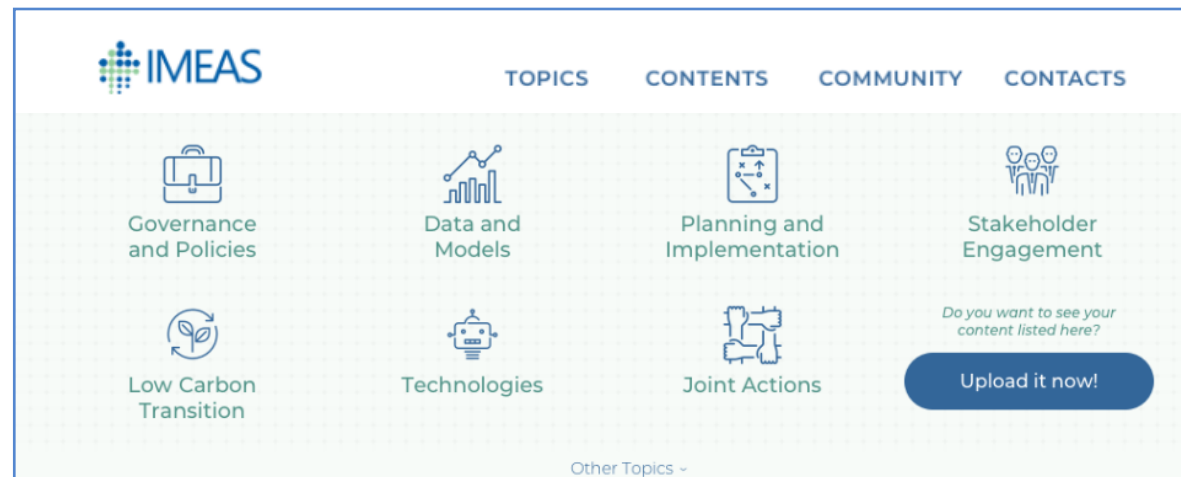 IMEAS
TOPICS CONTENTS COMMUNITY CONTACTS
Governance
and Policies
Data and
Models
Planning and
Implementation
Stakeholder
Engagement
Low Carbon
Transition
Technologies
Joint Actions
Do you want to see your
content listed here?
Upload it now!
Other Topics